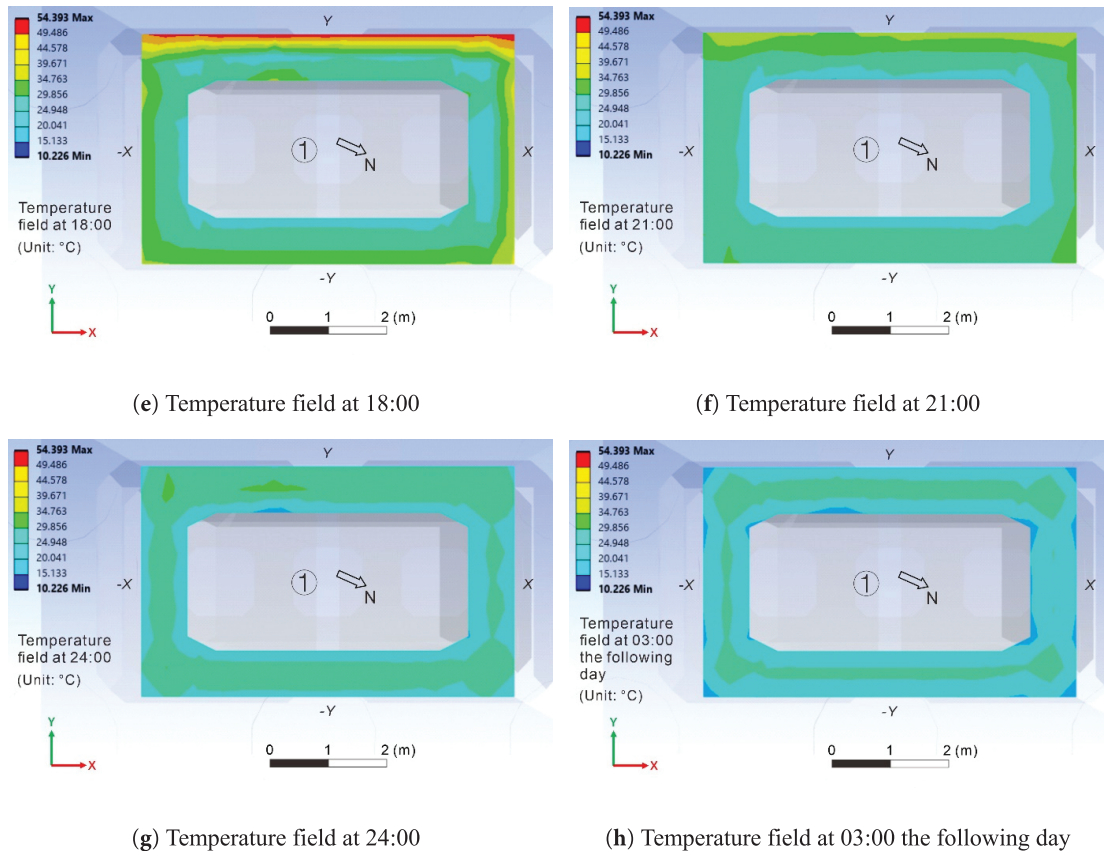 54.393 Max
49.486
44.578
39.671
34.763
29.856
24.948
20.041
15.133
10.226 Min
Y
-X
①
N
X
Temperature
field at 18:00
(Unit: °C)
-Y
Y
X
0 1 2 (m)
(e) Temperature field at 18:00
54.393 Max
49.486
44.578
39.671
34.763
29.856
24.948
20.041
15.133
10.226 Min
Y
-X
①
N
X
Temperature
field at 21:00
(Unit: °C)
-Y
Y
X
0 1 2 (m)
(f) Temperature field at 21:00
54.393 Max
49.486
44.578
39.671
34.763
29.856
24.948
20.041
15.133
10.226 Min
Y
-X
①
N
X
Temperature
field at 24:00
(Unit: °C)
-Y
Y
X
0 1 2 (m)
(g) Temperature field at 24:00
54.393 Max
49.486
44.578
39.671
34.763
29.856
24.948
20.041
15.133
10.226 Min
Y
-X
①
N
X
Temperature
field at 03:00
the following
day
(Unit: °C)
-Y
Y
X
0 1 2 (m)
(h) Temperature field at 03:00 the following day